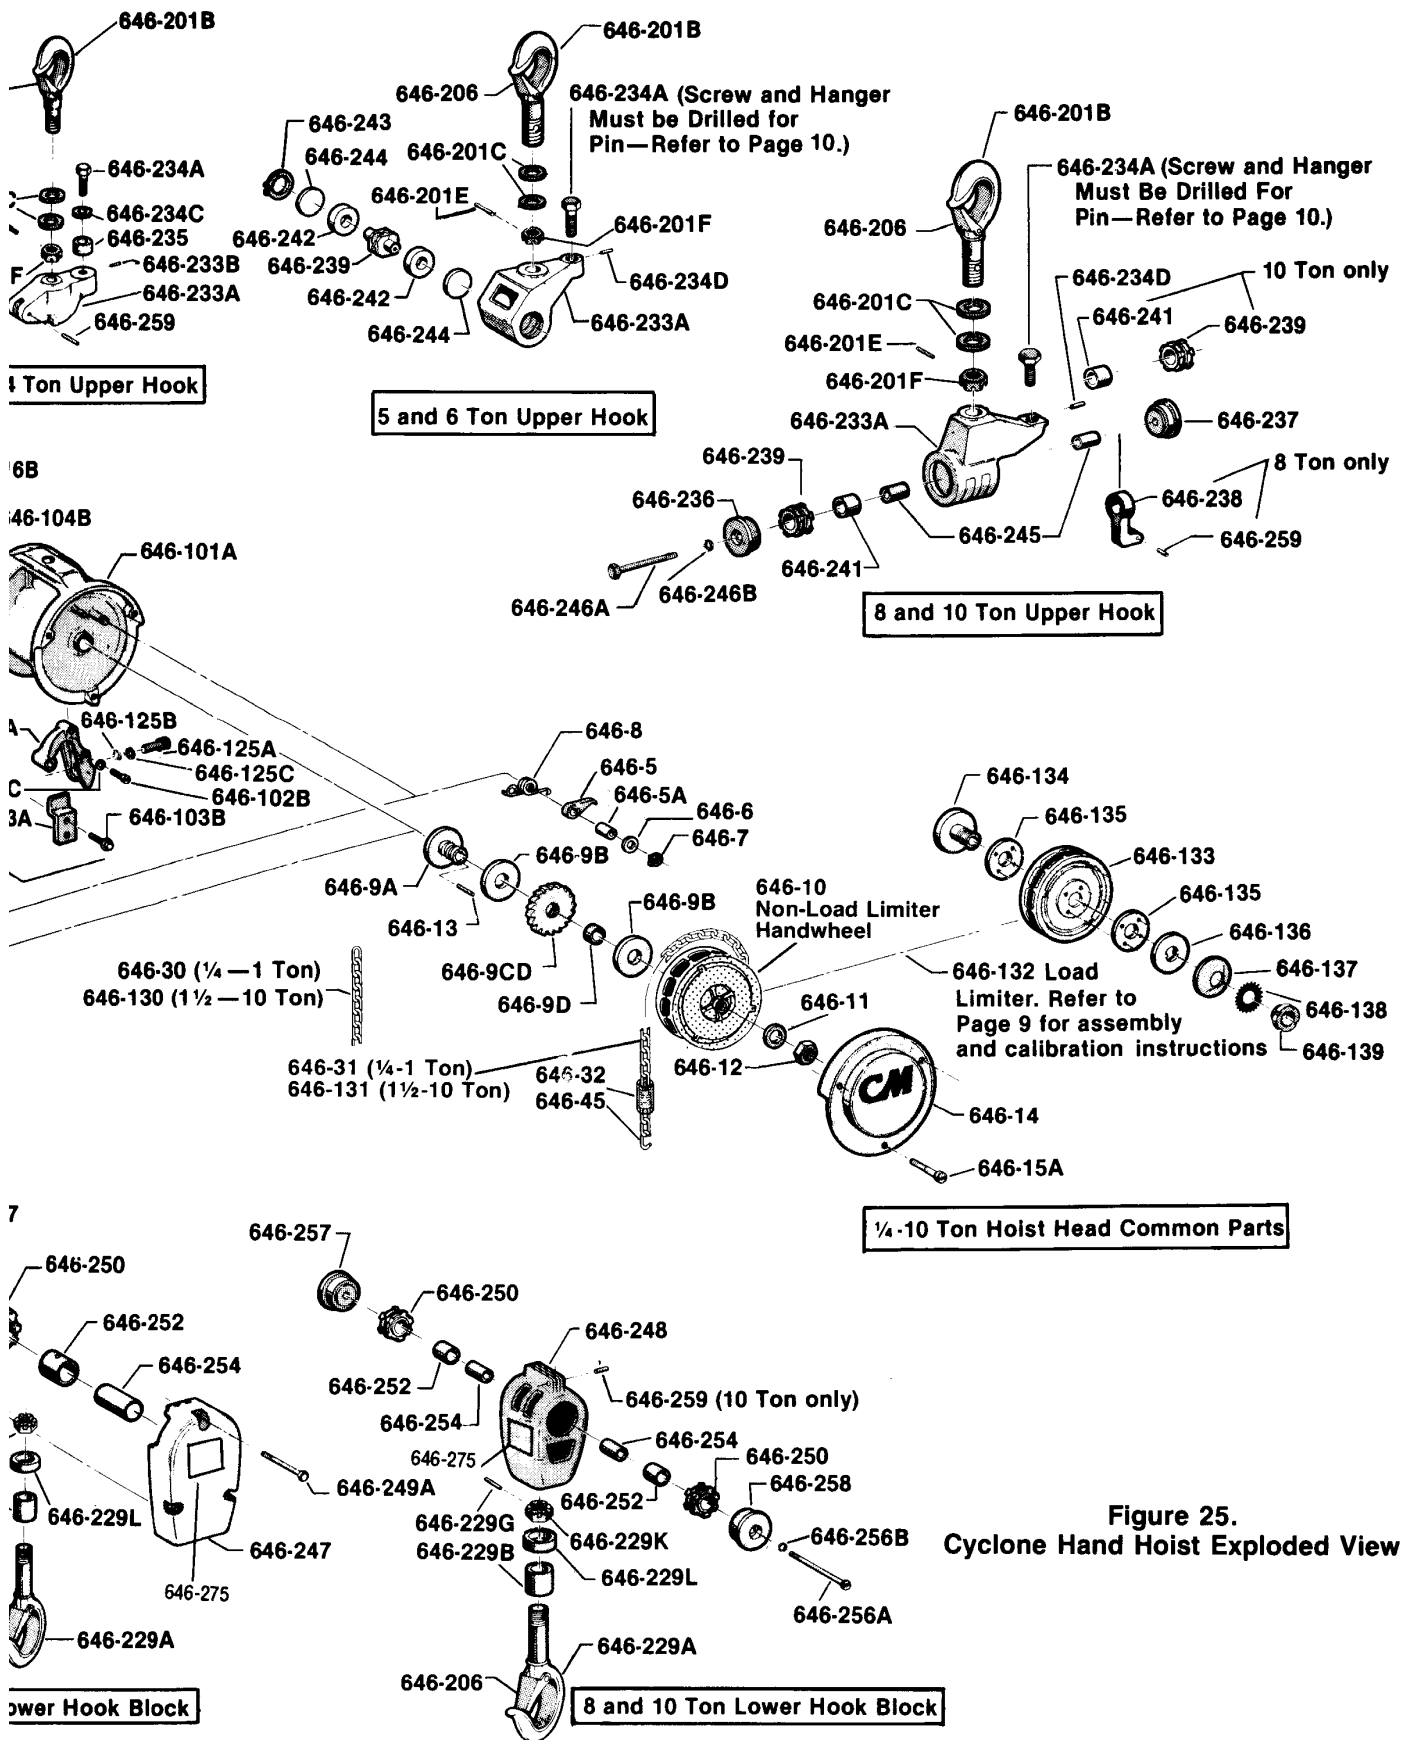 646-201B
646-234A
646-234C
646-235
646-233B
646-233A
646-259
F
4 Ton Upper Hook
646-201B
646-206
646-234A (Screw and Hanger
Must be Drilled for
Pin—Refer to Page 10.)
646-243
646-244
646-201C
646-201E
646-242
646-239
646-201F
646-242
646-234D
646-244
646-233A
5 and 6 Ton Upper Hook
646-201B
646-234A (Screw and Hanger
Must Be Drilled For
Pin—Refer to Page 10.)
646-206
646-234D
10 Ton only
646-201C
646-241
646-239
646-201E
646-201F
646-233A
646-237
646-239
8 Ton only
646-236
646-238
646-245
646-259
646-241
646-246A
646-246B
8 and 10 Ton Upper Hook
16B
646-104B
646-101A
A
646-125B
646-125A
646-125C
C
646-102B
3A
646-103B
646-8
646-5
646-5A
646-6
646-7
646-9B
646-9A
646-13
646-9B
646-9CD
646-9D
646-10
Non-Load Limiter
Handwheel
646-134
646-135
646-133
646-135
646-136
646-132 Load
Limiter. Refer to
Page 9 for assembly
and calibration instructions
646-137
646-138
646-139
646-30 (¼—1 Ton)
646-130 (1½—10 Ton)
646-31 (¼-1 Ton)
646-131 (1½-10 Ton)
646-32
646-45
646-11
646-12
CM
646-14
646-15A
¼-10 Ton Hoist Head Common Parts
7
646-250
646-252
646-254
646-249A
646-229L
646-247
646-275
646-229A
ower Hook Block
646-257
646-250
646-248
646-252
646-259 (10 Ton only)
646-254
646-275
646-254
646-250
646-252
646-258
646-229G
646-229K
646-256B
646-229B
646-229L
646-256A
646-229A
646-206
8 and 10 Ton Lower Hook Block
Figure 25.
Cyclone Hand Hoist Exploded View